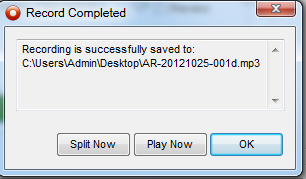 Record Completed
Recording is successfully saved to:
C:\Users\Admin\Desktop\AR-20121025-001d.mp3
Split Now Play Now OK